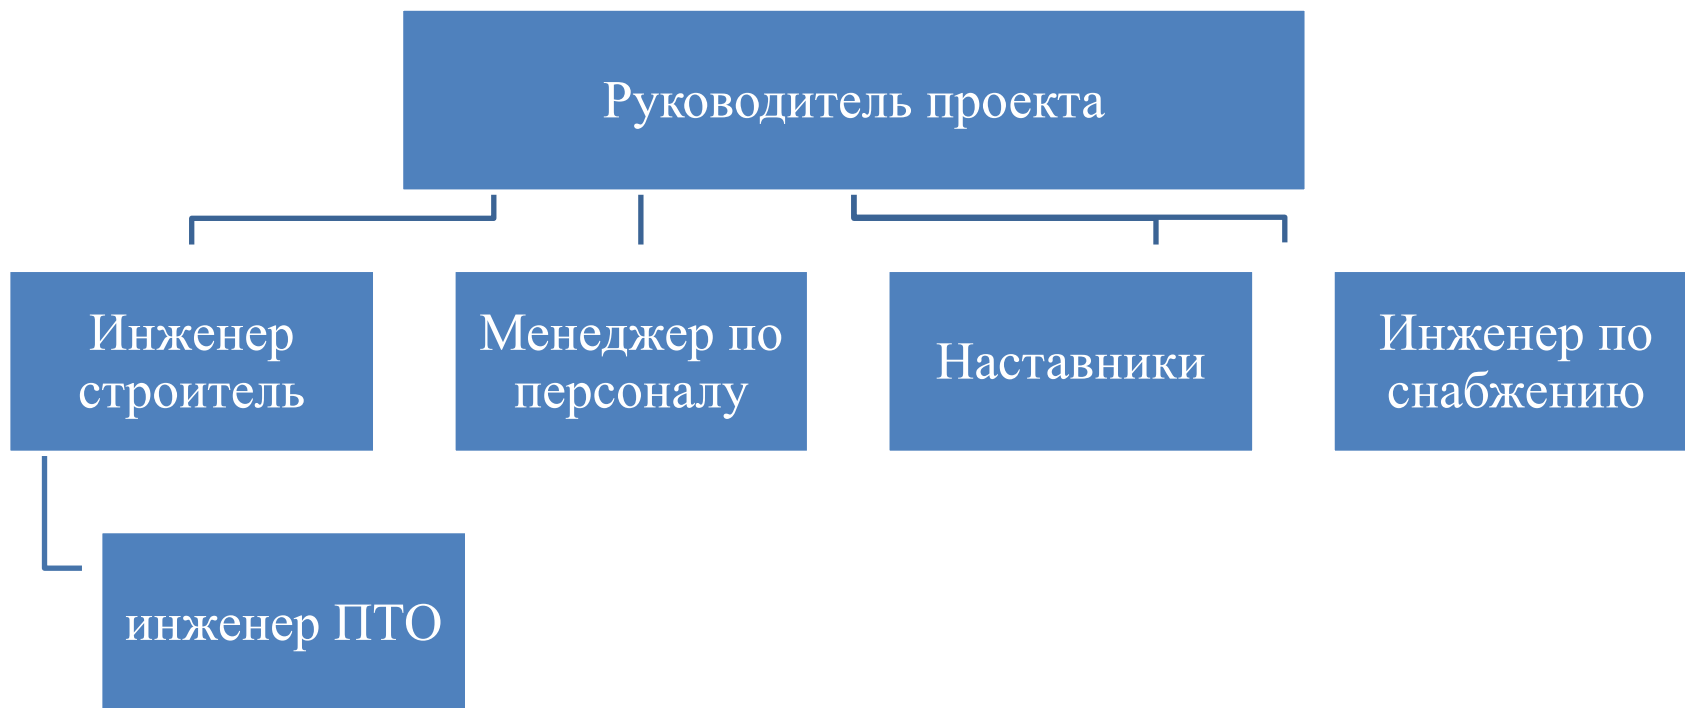 Руководитель проекта
Инженер
строитель
Менеджер по
персоналу
Наставники
Инженер по
снабжению
инженер ПТО